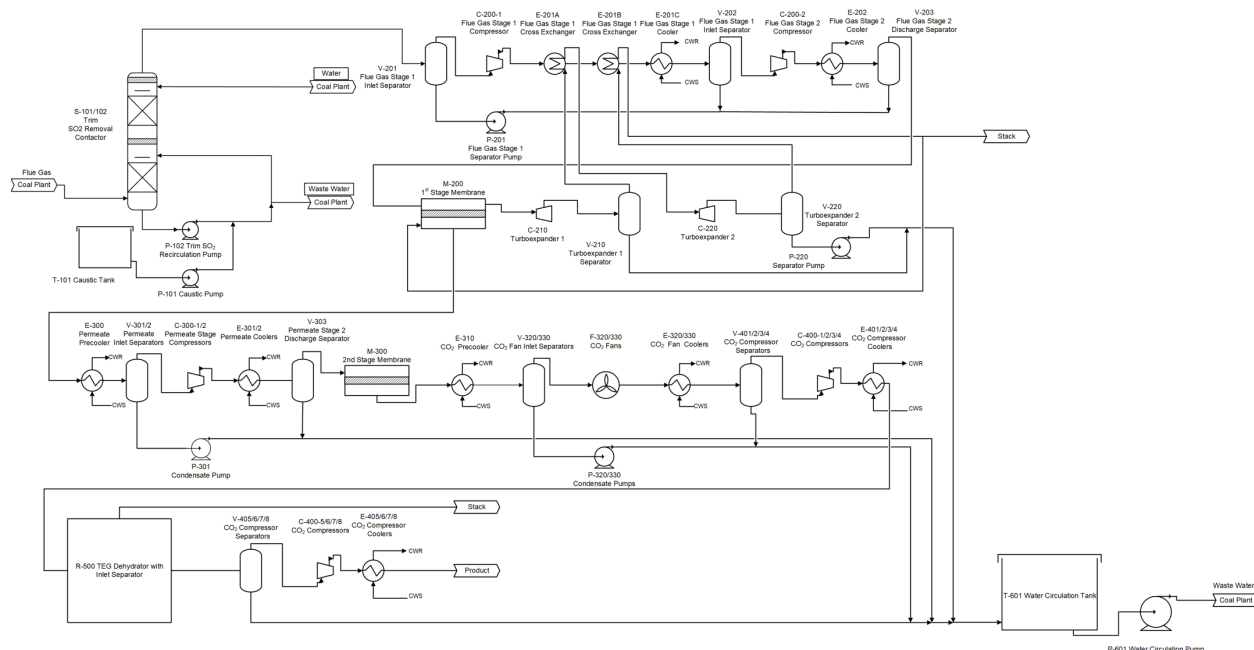 C-200-1
Flue Gas Stage 1
Compressor
E-201A
Flue Gas Stage 1
Cross Exchanger
E-201B
Flue Gas Stage 1
Cross Exchanger
E-201C
Flue Gas Stage 1
Cooler
V-202
Flue Gas Stage 1
Inlet Separator
C-200-2
Flue Gas Stage 2
Compressor
E-202
Flue Gas Stage 2
Cooler
V-203
Flue Gas Stage 2
Discharge Separator
CWR
CWR
V-201
Flue Gas Stage 1
Inlet Separator
Water
Coal Plant
CWS
CWS
S-101/102
Trim
SO2 Removal
Contactor
P-201
Flue Gas Stage 1
Separator Pump
Stack
Flue Gas
Coal Plant
Waste Water
Coal Plant
M-200
1st Stage Membrane
C-210
Turboexpander 1
V-210
Turboexpander 1
Separator
C-220
Turboexpander 2
V-220
Turboexpander 2
Separator
P-220
Separator Pump
P-102 Trim SO2
Recirculation Pump
T-101 Caustic Tank
P-101 Caustic Pump
E-300
Permeate
Precooler
V-301/2
Permeate
Inlet Separators
C-300-1/2
Permeate Stage
Compressors
E-301/2
Permeate Coolers
V-303
Permeate Stage 2
Discharge Separator
M-300
2nd Stage Membrane
E-310
CO2 Precooler
V-320/330
CO2 Fan Inlet Separators
F-320/330
CO2 Fans
E-320/330
CO2 Fan Coolers
V-401/2/3/4
CO2 Compressor
Separators
C-400-1/2/3/4
CO2 Compressors
E-401/2/3/4
CO2 Compressor
Coolers
CWR
CWR
CWR
CWR
CWR
CWS
CWS
CWS
CWS
CWS
P-301
Condensate Pump
P-320/330
Condensate Pumps
Stack
V-405/6/7/8
CO2 Compressor
Separators
C-400-5/6/7/8
CO2 Compressors
E-405/6/7/8
CO2 Compressor
Coolers
CWR
R-500 TEG Dehydrator with
Inlet Separator
Product
CWS
T-601 Water Circulation Tank
Waste Water
Coal Plant
P-601 Water Circulation Pump